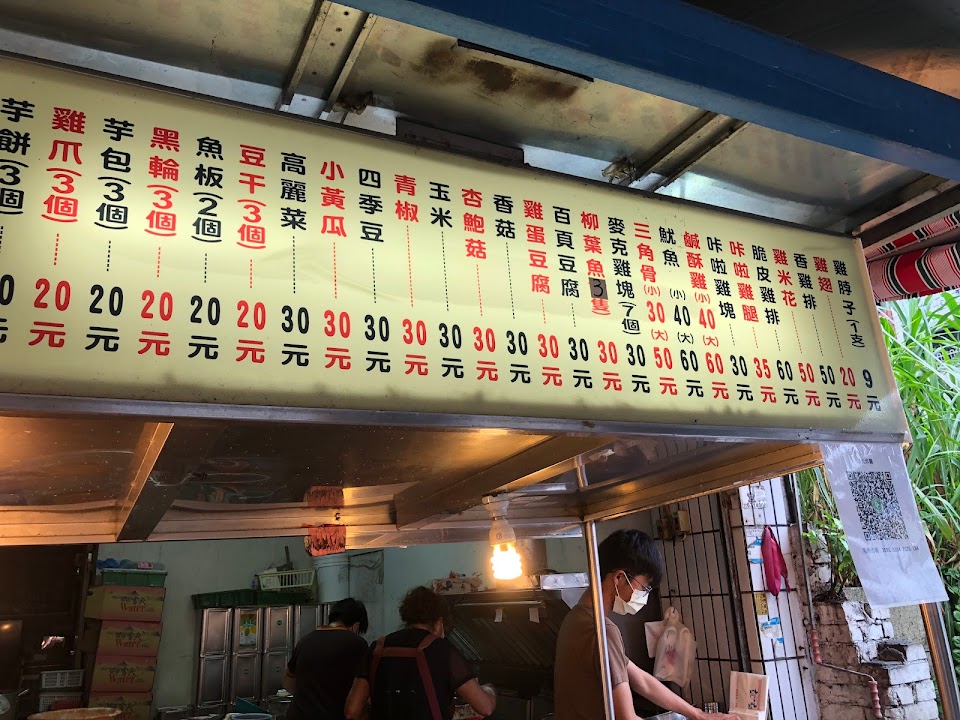 雞脖子(1支) 9元
雞翅 20元
香雞排 50元
雞米花 50元
脆皮雞排 60元
咔啦雞腿 35元
咔啦雞塊 30元
鹹酥雞(小)40(大)60元
魷魚(小)40(大)60元
三角骨(小)30(大)50元
麥克雞塊(7個) 30元
柳葉魚3隻 30元
百頁豆腐 30元
雞蛋豆腐 30元
香菇 30元
杏鮑菇 30元
玉米 30元
青椒 30元
四季豆 30元
小黃瓜 30元
高麗菜 30元
豆干(3個) 20元
魚板(2個) 20元
黑輪(3個) 20元
芋包(3個) 20元
雞爪(3個) 20元
芋餅(3個) 0元